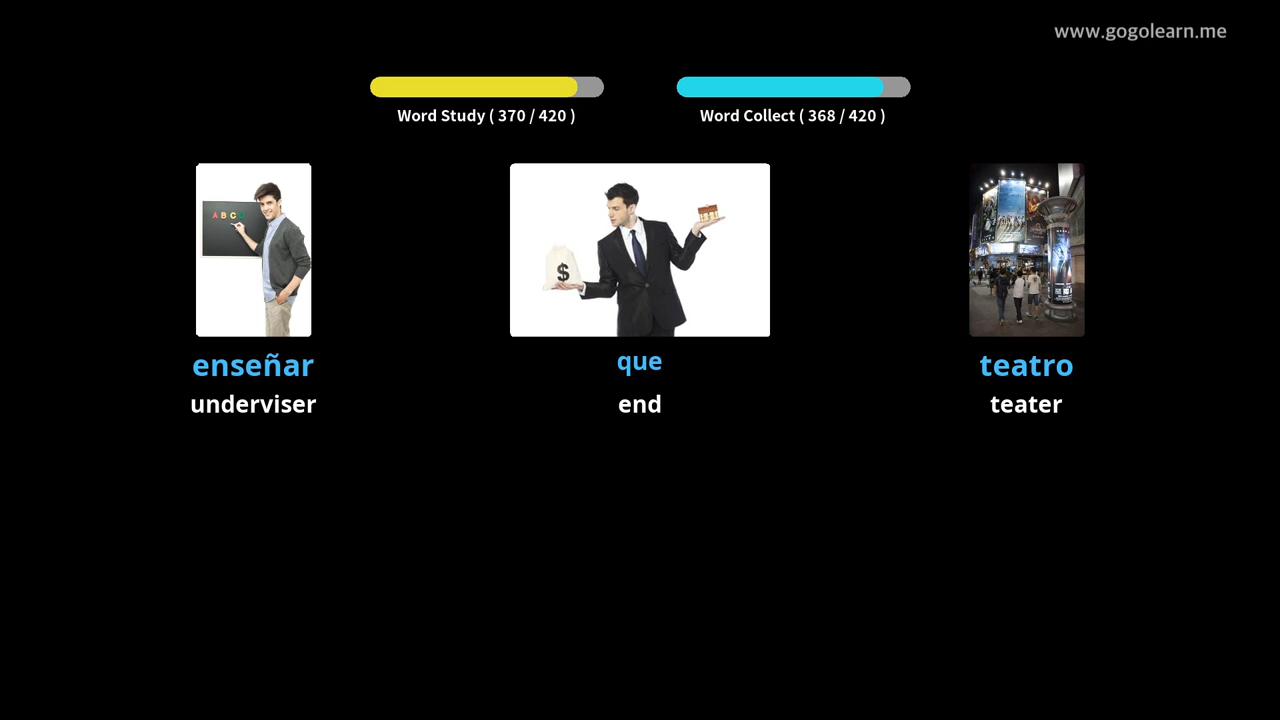 www.gogolearn.me
Word Study ( 370 / 420 )
Word Collect ( 368 / 420 )
A B C D
$
enseñar
que
teatro
underviser
end
teater